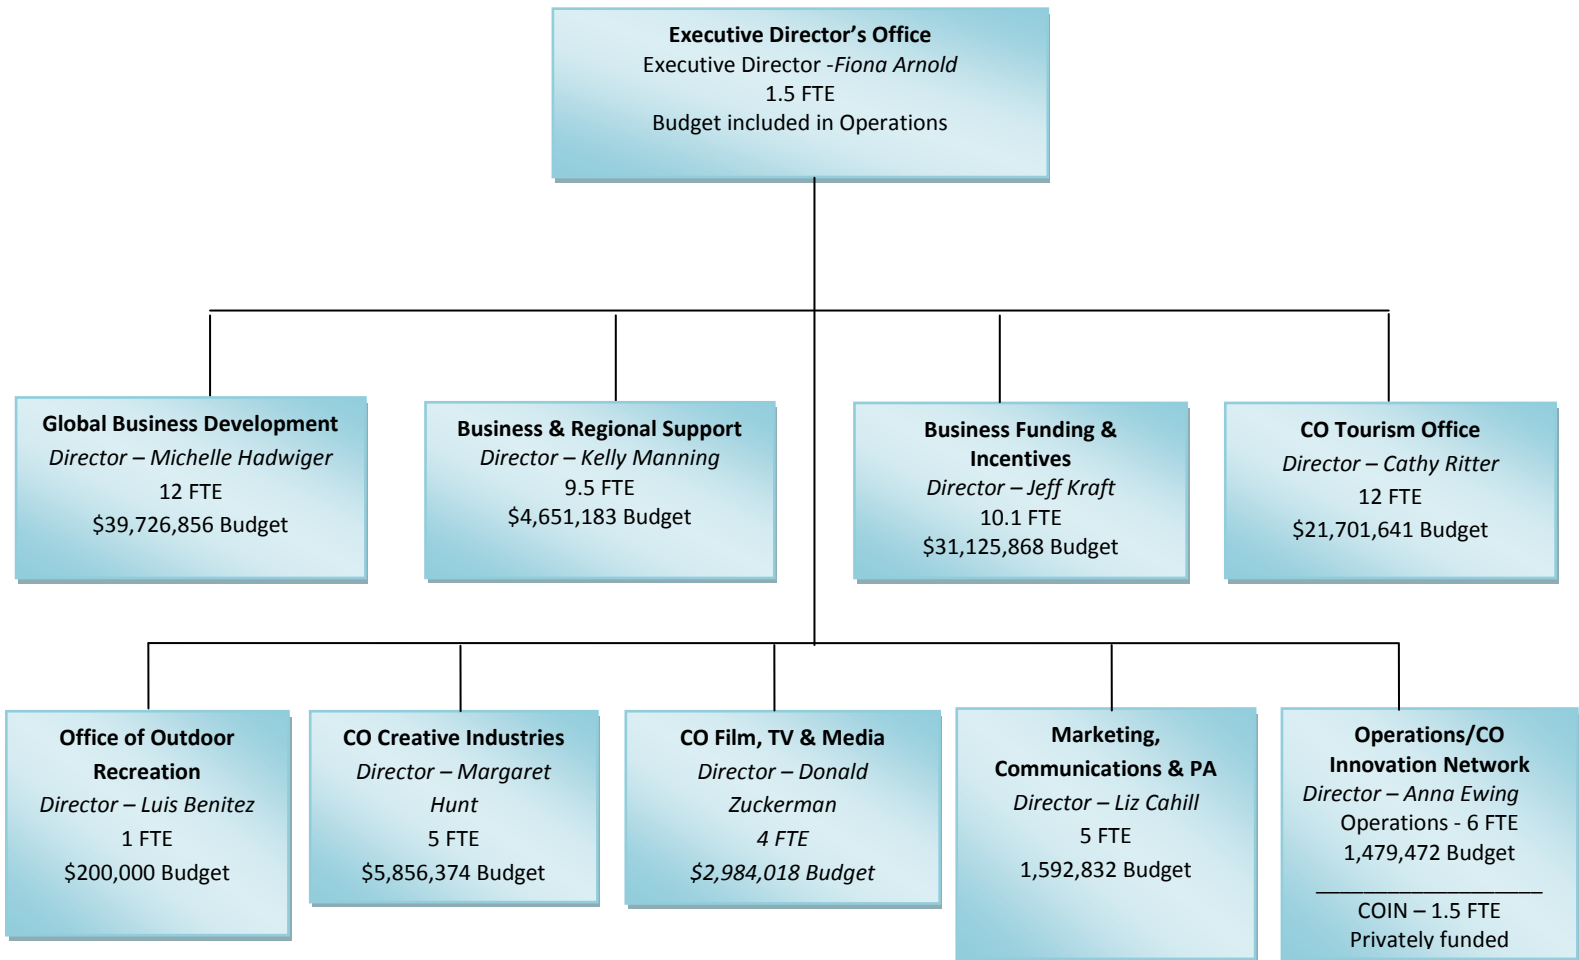 Executive Director’s Office
Executive Director -Fiona Arnold
1.5 FTE
Budget included in Operations
Global Business Development
Director – Michelle Hadwiger
12 FTE
$39,726,856 Budget
Business & Regional Support
Director – Kelly Manning
9.5 FTE
$4,651,183 Budget
Business Funding &
Incentives
Director – Jeff Kraft
10.1 FTE
$31,125,868 Budget
CO Tourism Office
Director – Cathy Ritter
12 FTE
$21,701,641 Budget
Office of Outdoor
Recreation
Director – Luis Benitez
1 FTE
$200,000 Budget
CO Creative Industries
Director – Margaret
Hunt
5 FTE
$5,856,374 Budget
CO Film, TV & Media
Director – Donald
Zuckerman
4 FTE
$2,984,018 Budget
Marketing,
Communications & PA
Director – Liz Cahill
5 FTE
1,592,832 Budget
Operations/CO
Innovation Network
Director – Anna Ewing
Operations - 6 FTE
1,479,472 Budget
COIN – 1.5 FTE
Privately funded